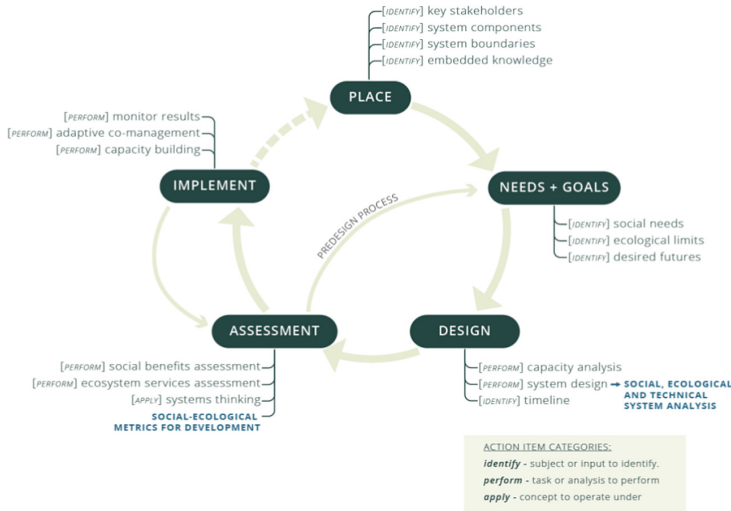 [IDENTIFY] key stakeholders
[IDENTIFY] system components
[IDENTIFY] system boundaries
[IDENTIFY] embedded knowledge
PLACE
[PERFORM] monitor results
[PERFORM] adaptive co-management
[PERFORM] capacity building
IMPLEMENT
NEEDS + GOALS
PREDESIGN PROCESS
[IDENTIFY] social needs
[IDENTIFY] ecological limits
[IDENTIFY] desired futures
ASSESSMENT
DESIGN
[PERFORM] social benefits assessment
[PERFORM] ecosystem services assessment
[APPLY] systems thinking
SOCIAL-ECOLOGICAL
METRICS FOR DEVELOPMENT
[PERFORM] capacity analysis
[PERFORM] system design
[IDENTIFY] timeline
SOCIAL, ECOLOGICAL
AND TECHNICAL
SYSTEM ANALYSIS
ACTION ITEM CATEGORIES:
identify - subject or input to identify.
perform - task or analysis to perform
apply - concept to operate under